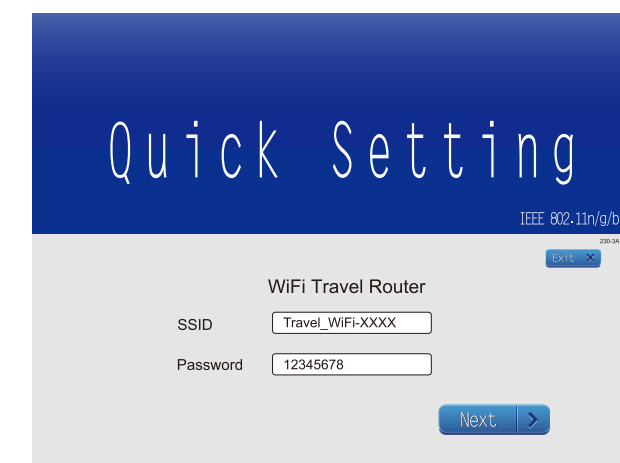 Quick Setting
IEEE 802.11n/g/b
230-3A
Exit ×
WiFi Travel Router
SSID Travel_WiFi-XXXX
Password 12345678
Next >